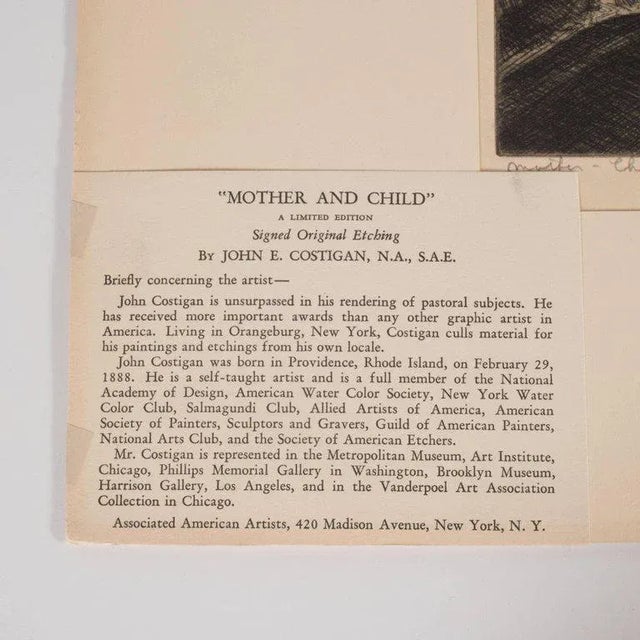 Mother - Ch
"MOTHER AND CHILD"
A LIMITED EDITION
Signed Original Etching
BY JOHN E. COSTIGAN, N.A., S.A.E.
Briefly concerning the artist—
John Costigan is unsurpassed in his rendering of pastoral subjects. He
has received more important awards than any other graphic artist in
America. Living in Orangeburg, New York, Costigan culls material for
his paintings and etchings from his own locale.
John Costigan was born in Providence, Rhode Island, on February 29,
1888. He is a self-taught artist and is a full member of the National
Academy of Design, American Water Color Society, New York Water
Color Club, Salmagundi Club, Allied Artists of America, American
Society of Painters, Sculptors and Gravers, Guild of American Painters,
National Arts Club, and the Society of American Etchers.
Mr. Costigan is represented in the Metropolitan Museum, Art Institute,
Chicago, Phillips Memorial Gallery in Washington, Brooklyn Museum,
Harrison Gallery, Los Angeles, and in the Vanderpoel Art Association
Collection in Chicago.
Associated American Artists, 420 Madison Avenue, New York, N. Y.